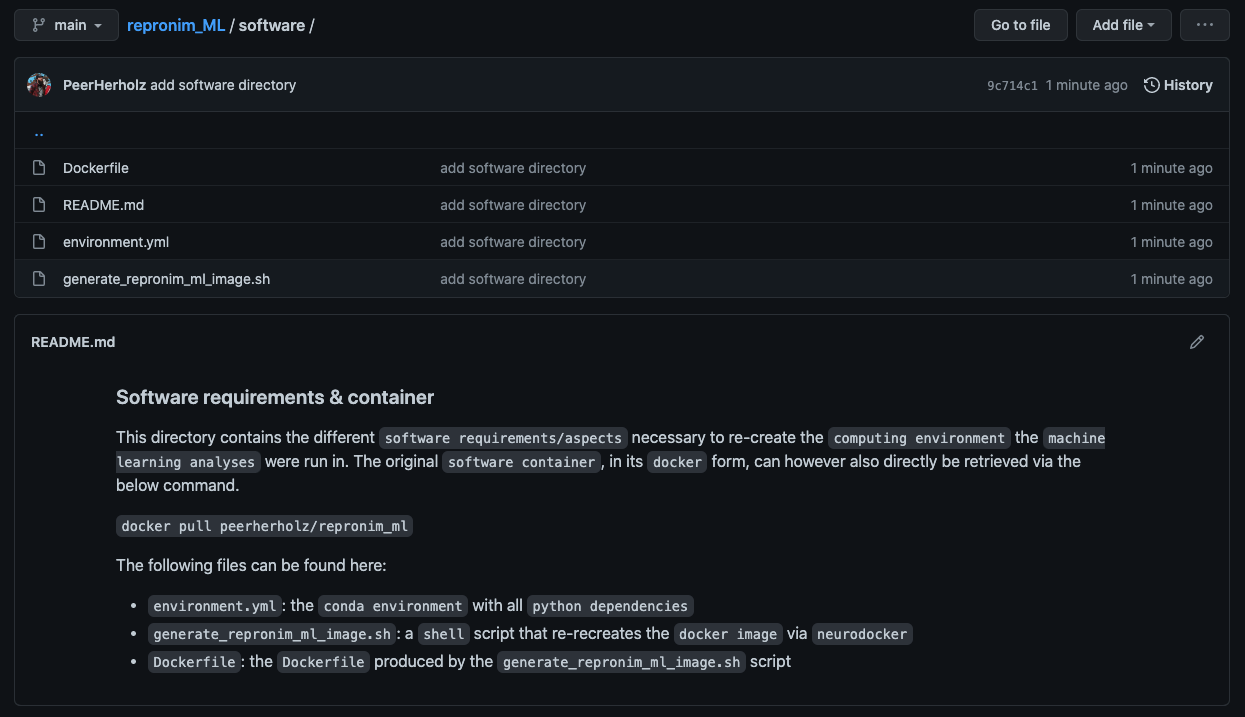 main
repronim_ML / software /
Go to file
Add file
...
PeerHerholz add software directory
9c714c1 1 minute ago
History
..
Dockerfile add software directory 1 minute ago
README.md add software directory 1 minute ago
environment.yml add software directory 1 minute ago
generate_repronim_ml_image.sh add software directory 1 minute ago
README.md
Software requirements & container
This directory contains the different software requirements/aspects necessary to re-create the computing environment the machine
learning analyses were run in. The original software container, in its docker form, can however also directly be retrieved via the
below command.
docker pull peerherholz/repronim_ml
The following files can be found here:
• environment.yml: the conda environment with all python dependencies
• generate_repronim_ml_image.sh: a shell script that re-recreates the docker image via neurodocker
• Dockerfile: the Dockerfile produced by the generate_repronim_ml_image.sh script